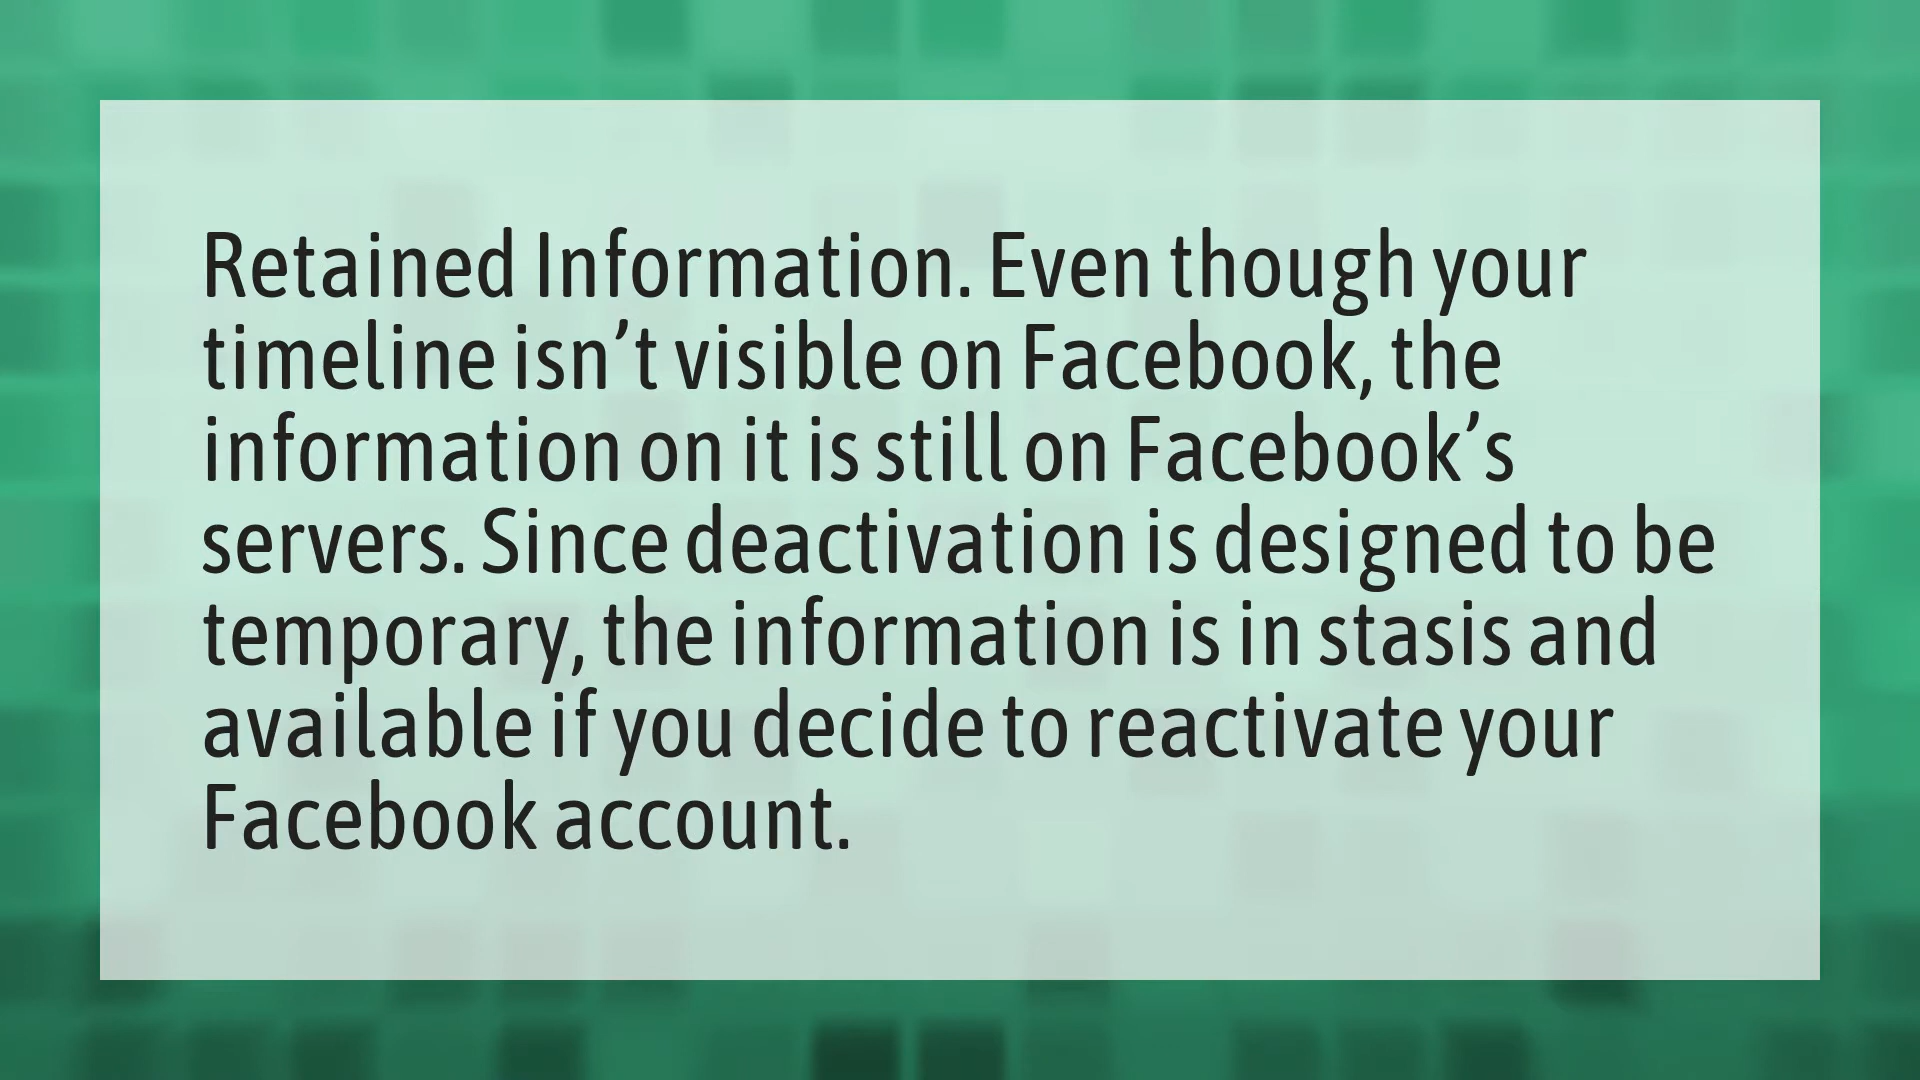 Retained Information. Even though your
timeline isn’t visible on Facebook, the
information on it is still on Facebook’s
servers. Since deactivation is designed to be
temporary, the information is in stasis and
available if you decide to reactivate your
Facebook account.